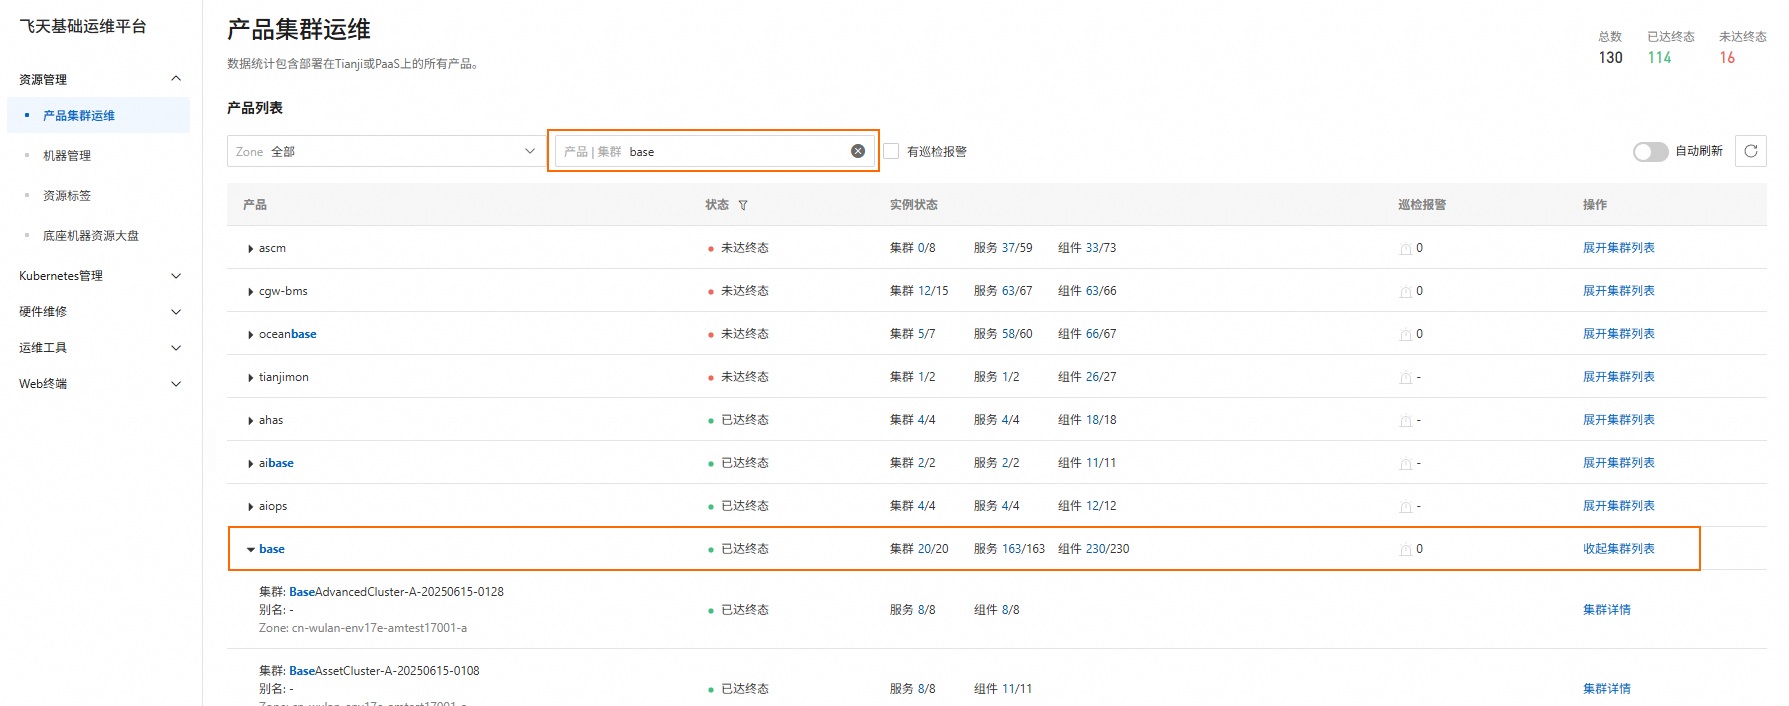 飞天基础运维平台
资源管理
产品集群运维
机器管理
资源标签
底座机器资源大盘
Kubernetes管理
硬件维修
运维工具
Web终端
产品集群运维
数据统计包含部署在Tianji或PaaS上的所有产品。
总数 已达终态 未达终态
130 114 16
产品列表
Zone 全部 产品 | 集群 base 有巡检报警 自动刷新
产品 状态 实例状态 巡检报警 操作
ascm 未达终态 集群 0/8 服务 37/59 组件 33/73 0 展开集群列表
cgw-bms 未达终态 集群 12/15 服务 63/67 组件 63/66 0 展开集群列表
oceanbase 未达终态 集群 5/7 服务 58/60 组件 66/67 0 展开集群列表
tianjimon 未达终态 集群 1/2 服务 1/2 组件 26/27 - 展开集群列表
ahas 已达终态 集群 4/4 服务 4/4 组件 18/18 - 展开集群列表
aibase 已达终态 集群 2/2 服务 2/2 组件 11/11 - 展开集群列表
aiops 已达终态 集群 4/4 服务 4/4 组件 12/12 - 展开集群列表
base 已达终态 集群 20/20 服务 163/163 组件 230/230 0 收起集群列表
集群: BaseAdvancedCluster-A-20250615-0128
别名: - 已达终态 服务 8/8 组件 8/8 集群详情
Zone: cn-wulan-env17e-amtest17001-a
集群: BaseAssetCluster-A-20250615-0108
别名: - 已达终态 服务 8/8 组件 11/11 集群详情
Zone: cn-wulan-env17e-amtest17001-a